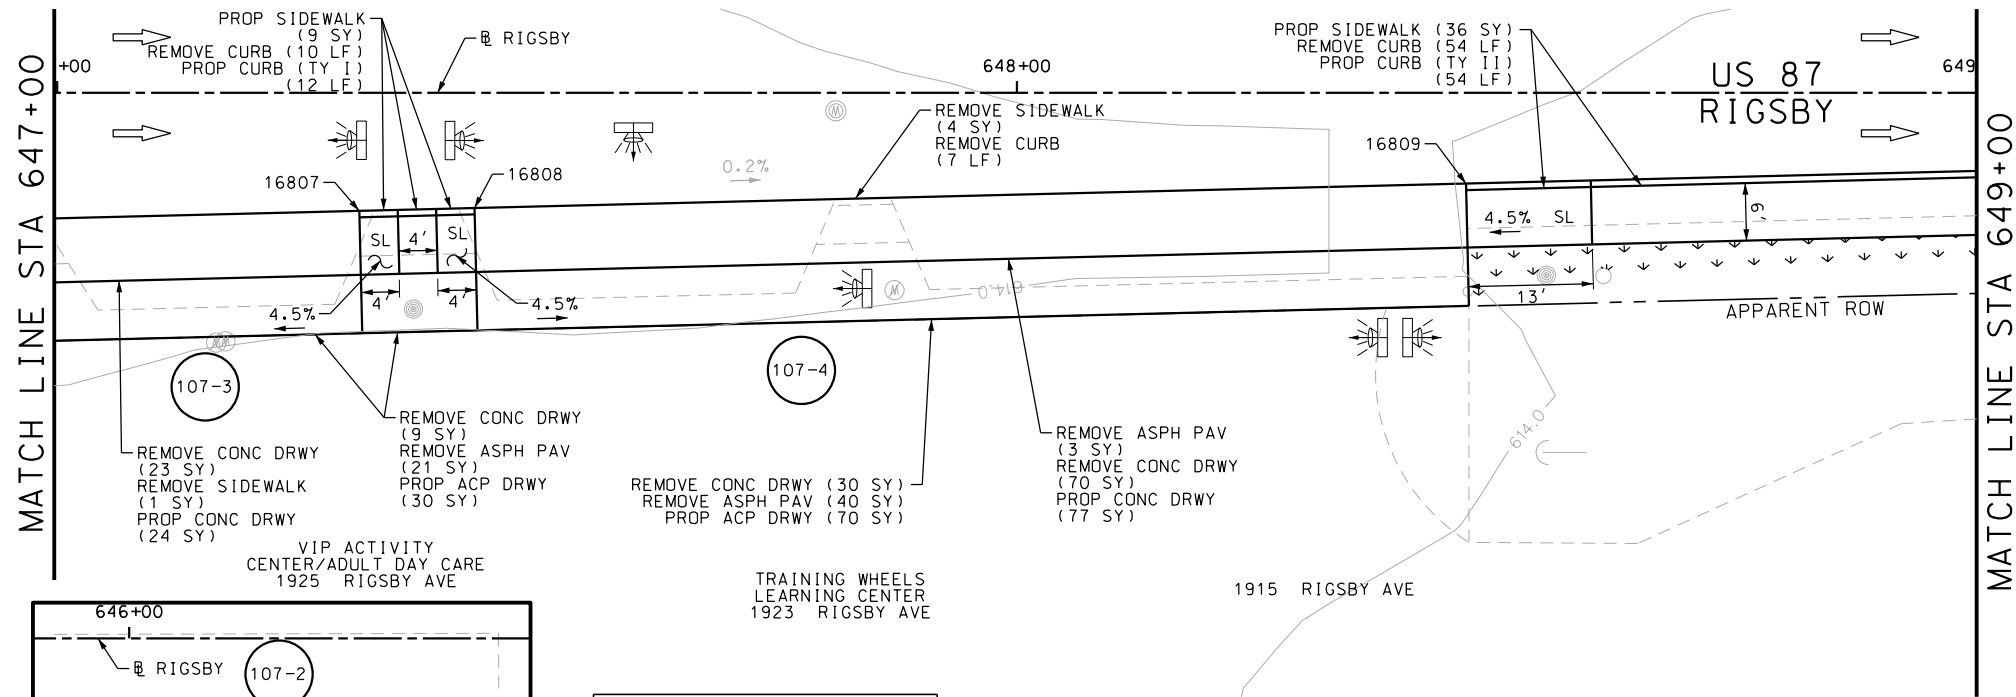 MATCH LINE STA 647+00
+00
PROP SIDEWALK
(9 SY)
REMOVE CURB (10 LF)
PROP CURB (TY I)
(12 LF)
RIGSBY
648+00
PROP SIDEWALK (36 SY)
REMOVE CURB (54 LF)
PROP CURB (TY II)
(54 LF)
US 87
RIGSBY
649
MATCH LINE STA 649+00
W
REMOVE SIDEWALK
(4 SY)
REMOVE CURB
(7 LF)
16807
16808
0.2%
16809
SL
4'
SL
4'
4'
4.5%
4.5%
W
614.0
4.5% SL
6'
13'
APPARENT ROW
614.0
107-3
107-4
REMOVE CONC DRWY
(23 SY)
REMOVE SIDEWALK
(1 SY)
PROP CONC DRWY
(24 SY)
REMOVE CONC DRWY
(9 SY)
REMOVE ASPH PAV
(21 SY)
PROP ACP DRWY
(30 SY)
REMOVE CONC DRWY (30 SY)
REMOVE ASPH PAV (40 SY)
PROP ACP DRWY (70 SY)
REMOVE ASPH PAV
(3 SY)
REMOVE CONC DRWY
(70 SY)
PROP CONC DRWY
(77 SY)
VIP ACTIVITY
CENTER/ADULT DAY CARE
1925 RIGSBY AVE
TRAINING WHEELS
LEARNING CENTER
1923 RIGSBY AVE
1915 RIGSBY AVE
646+00
RIGSBY
107-2